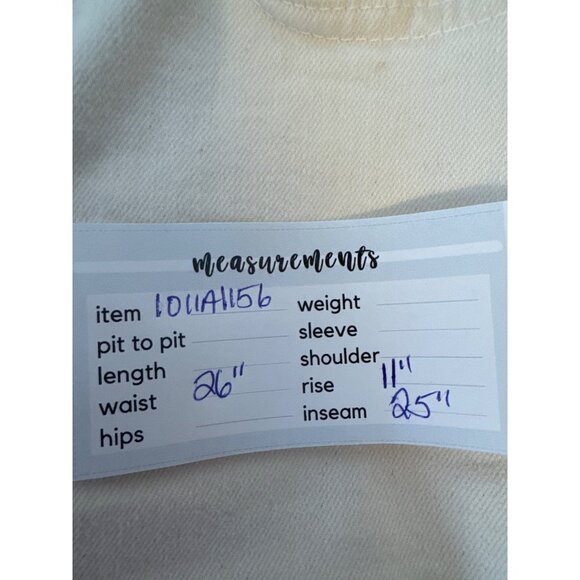 measurements
item 1011A1156
pit to pit
length
waist 26"
hips
weight
sleeve
shoulder
rise 11"
inseam 25"